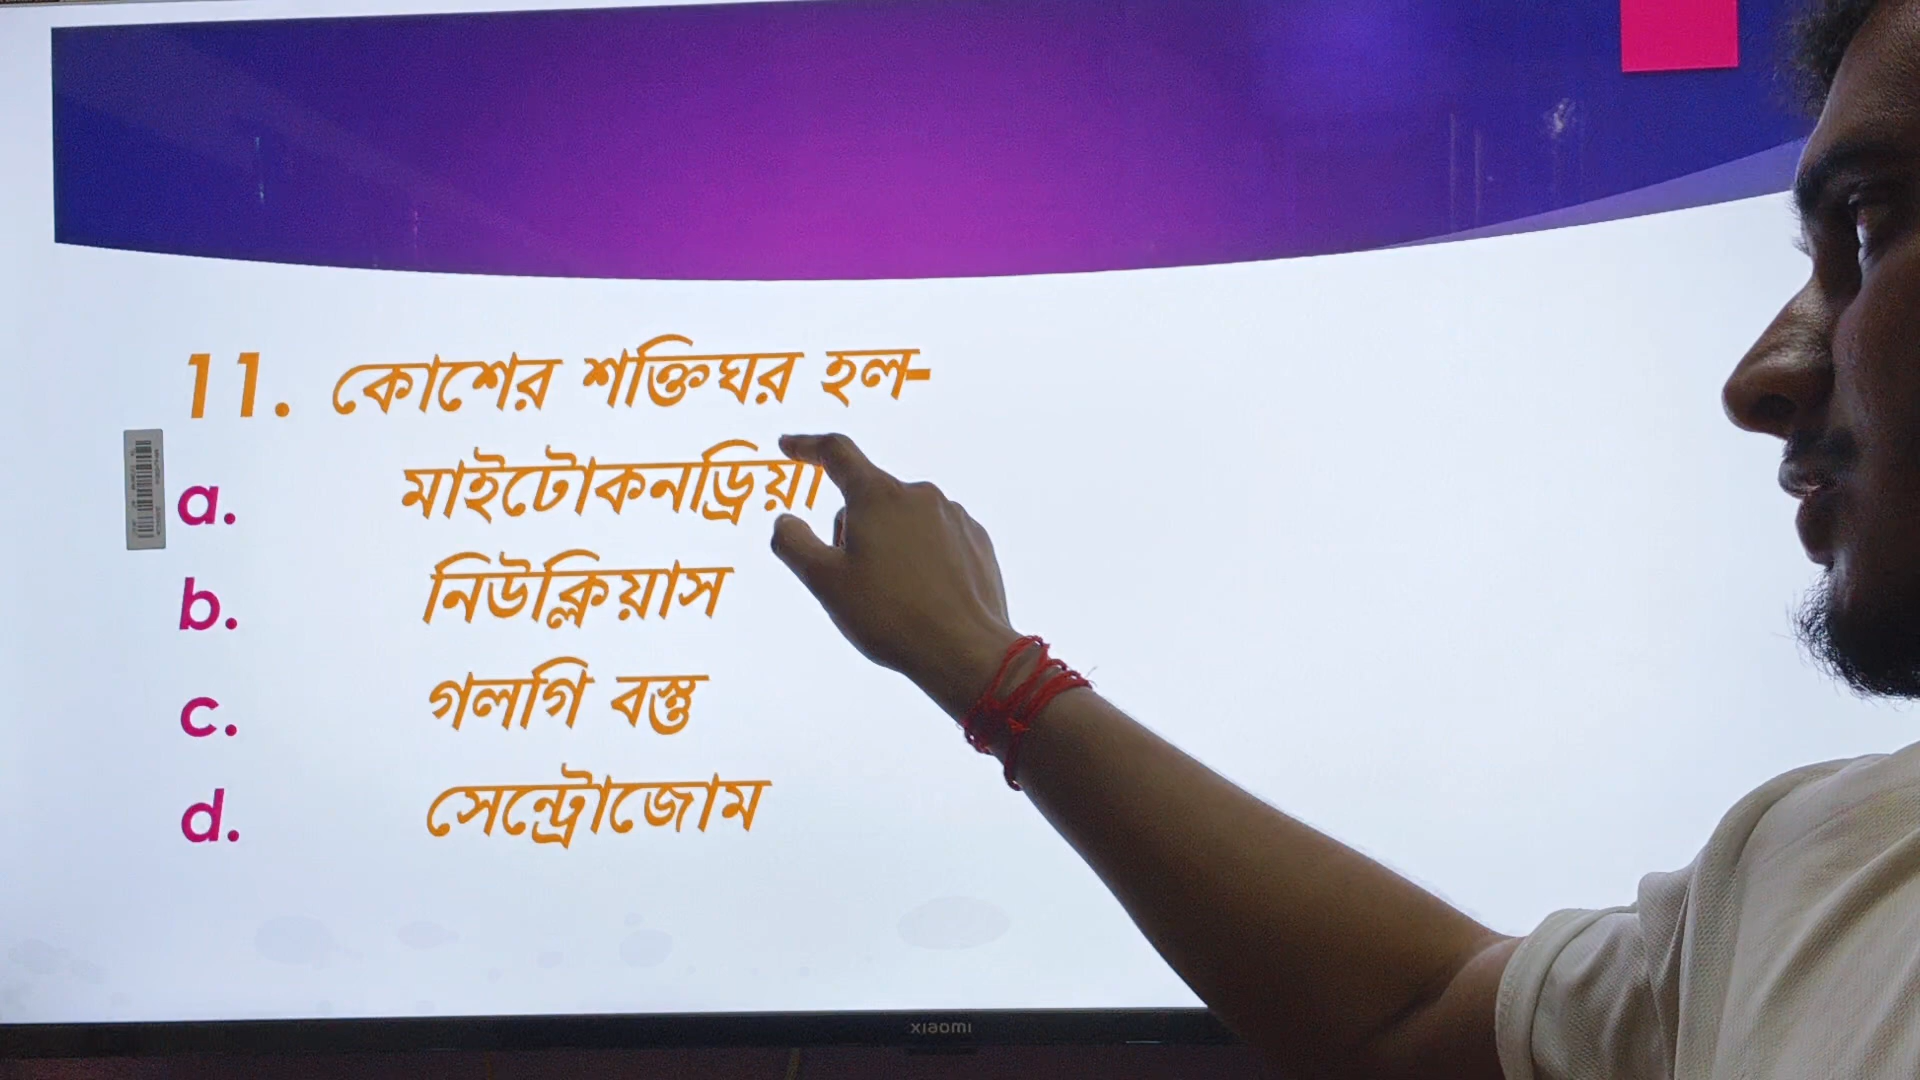 11. কোশের শক্তিঘর হল-
a. মাইটোকনড্রিয়া
b. নিউক্লিয়াস
c. গলগি বস্তু
d. সেন্ট্রোজোম
xiaomi